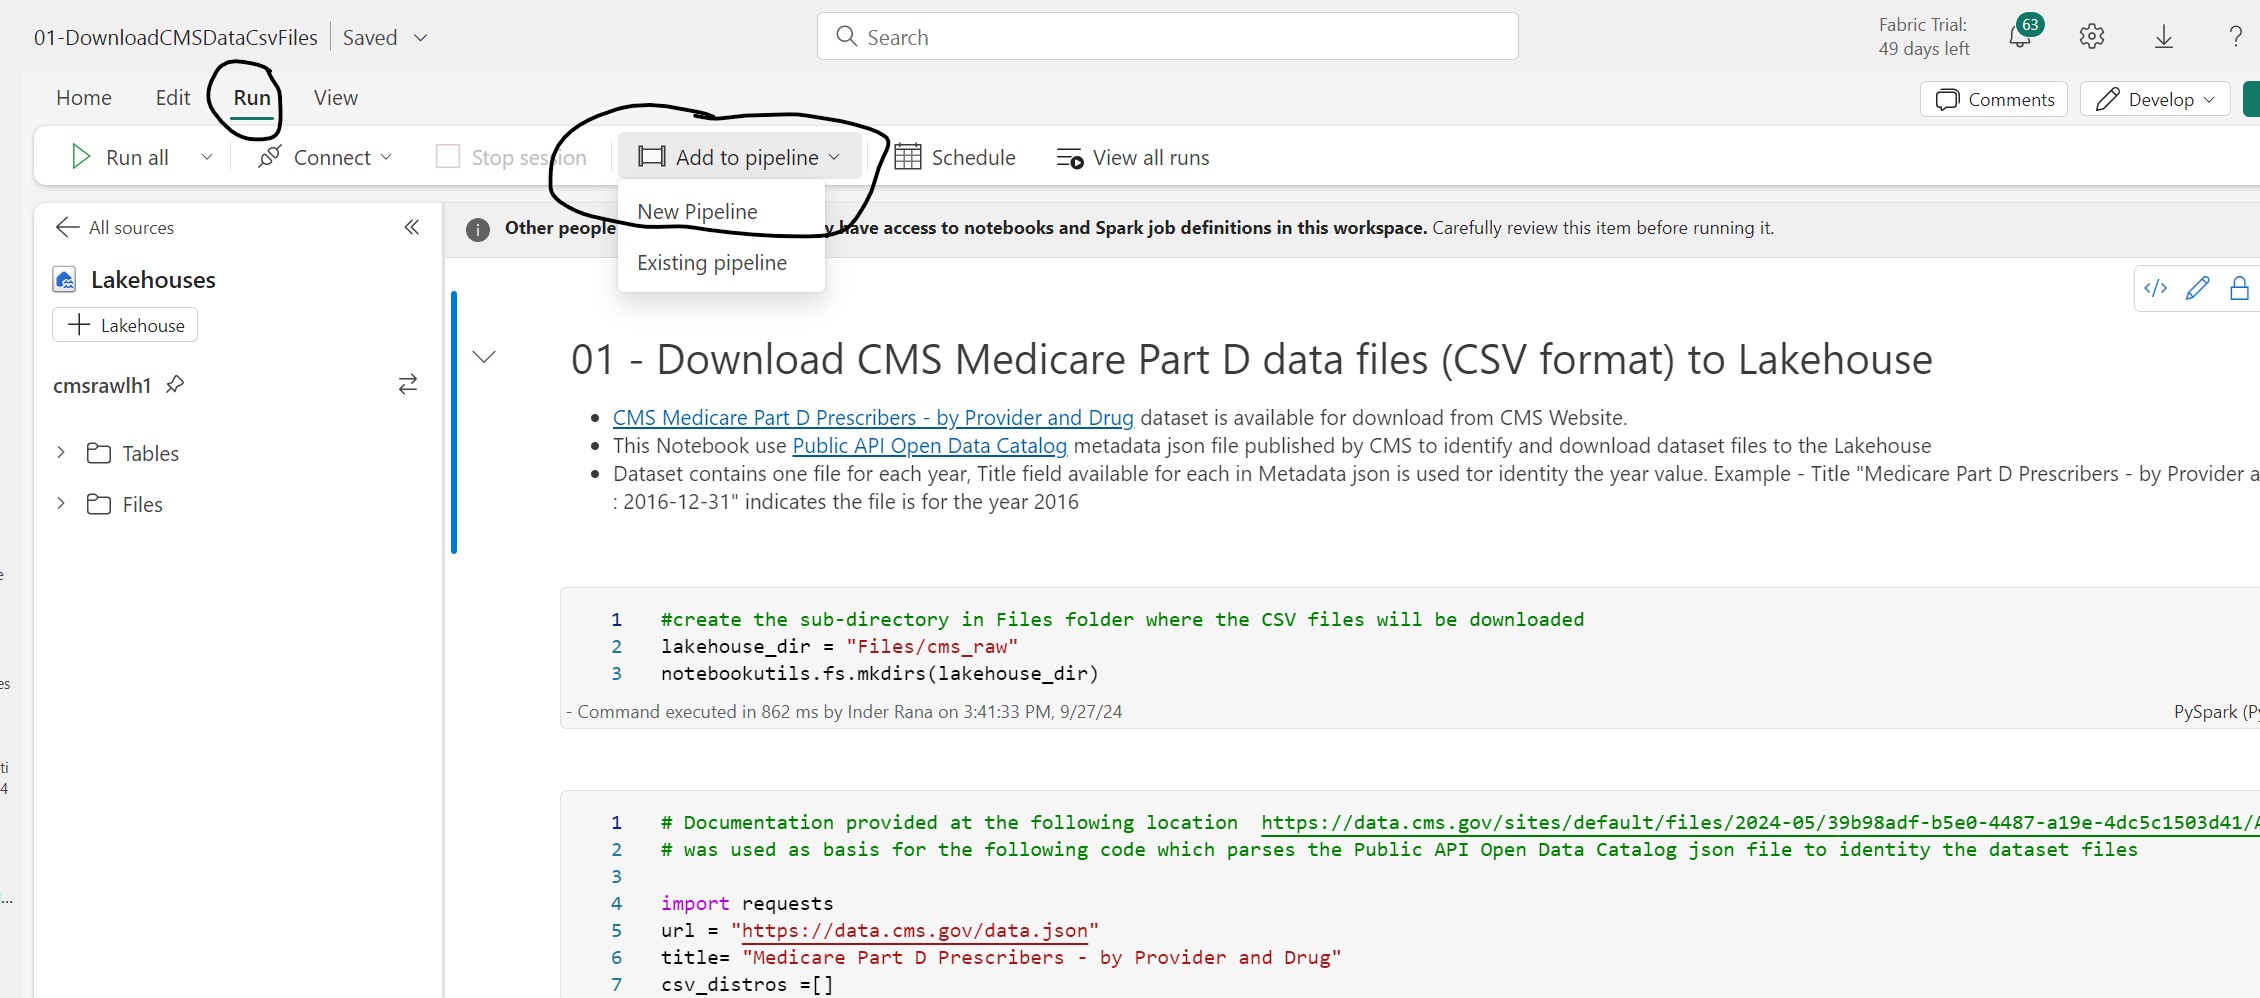 01-DownloadCMSDataCsvFiles Saved
Search
Fabric Trial:
49 days left
63
?
Home Edit Run View
Comments Develop
Run all Connect Stop session Add to pipeline Schedule View all runs
New Pipeline
Existing pipeline
All sources
Lakehouses
Lakehouse
cmsrawlh1
Tables
Files
Other people have access to notebooks and Spark job definitions in this workspace. Carefully review this item before running it.
01 - Download CMS Medicare Part D data files (CSV format) to Lakehouse
CMS Medicare Part D Prescribers - by Provider and Drug dataset is available for download from CMS Website.
This Notebook use Public API Open Data Catalog metadata json file published by CMS to identify and download dataset files to the Lakehouse
Dataset contains one file for each year, Title field available for each in Metadata json is used tor identity the year value. Example - Title "Medicare Part D Prescribers - by Provider a
: 2016-12-31" indicates the file is for the year 2016
1 #create the sub-directory in Files folder where the CSV files will be downloaded
2 lakehouse_dir = "Files/cms_raw"
3 notebookutils.fs.mkdirs(lakehouse_dir)
- Command executed in 862 ms by Inder Rana on 3:41:33 PM, 9/27/24
PySpark (Py
1 # Documentation provided at the following location https://data.cms.gov/sites/default/files/2024-05/39b98adf-b5e0-4487-a19e-4dc5c1503d41/A
2 # was used as basis for the following code which parses the Public API Open Data Catalog json file to identity the dataset files
3
4 import requests
5 url = "https://data.cms.gov/data.json"
6 title= "Medicare Part D Prescribers - by Provider and Drug"
7 csv_distros =[]